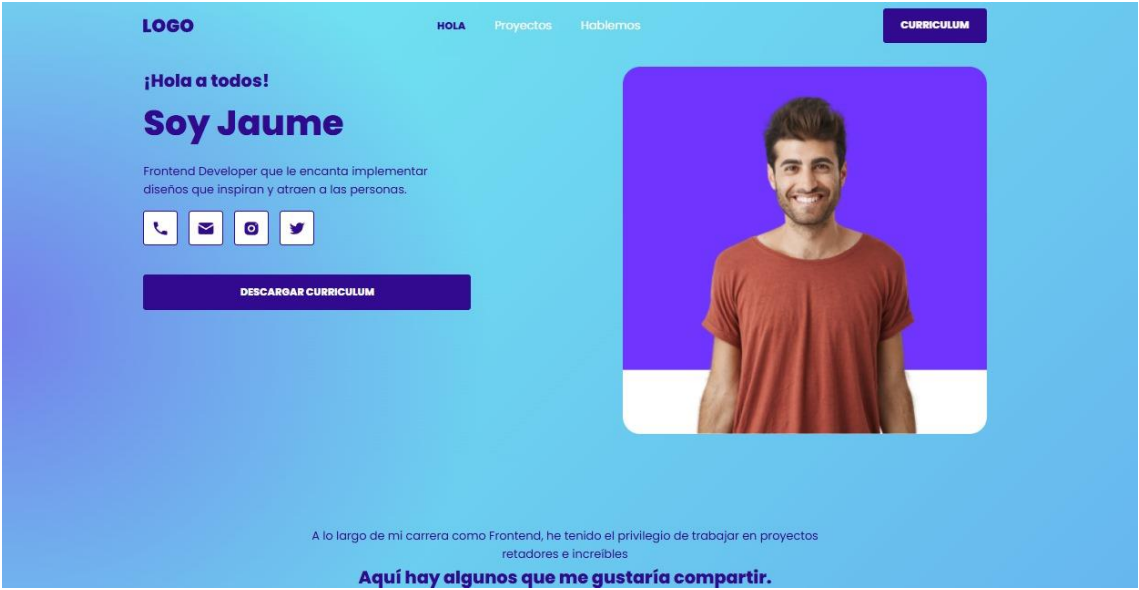 LOGO
HOLA
Proyectos
Hablemos
CURRICULUM
¡Hola a todos!
Soy Jaume
Frontend Developer que le encanta implementar
diseños que inspiran y atraen a las personas.
DESCARGAR CURRICULUM
A lo largo de mi carrera como Frontend, he tenido el privilegio de trabajar en proyectos
retadores e increíbles
Aquí hay algunos que me gustaría compartir.